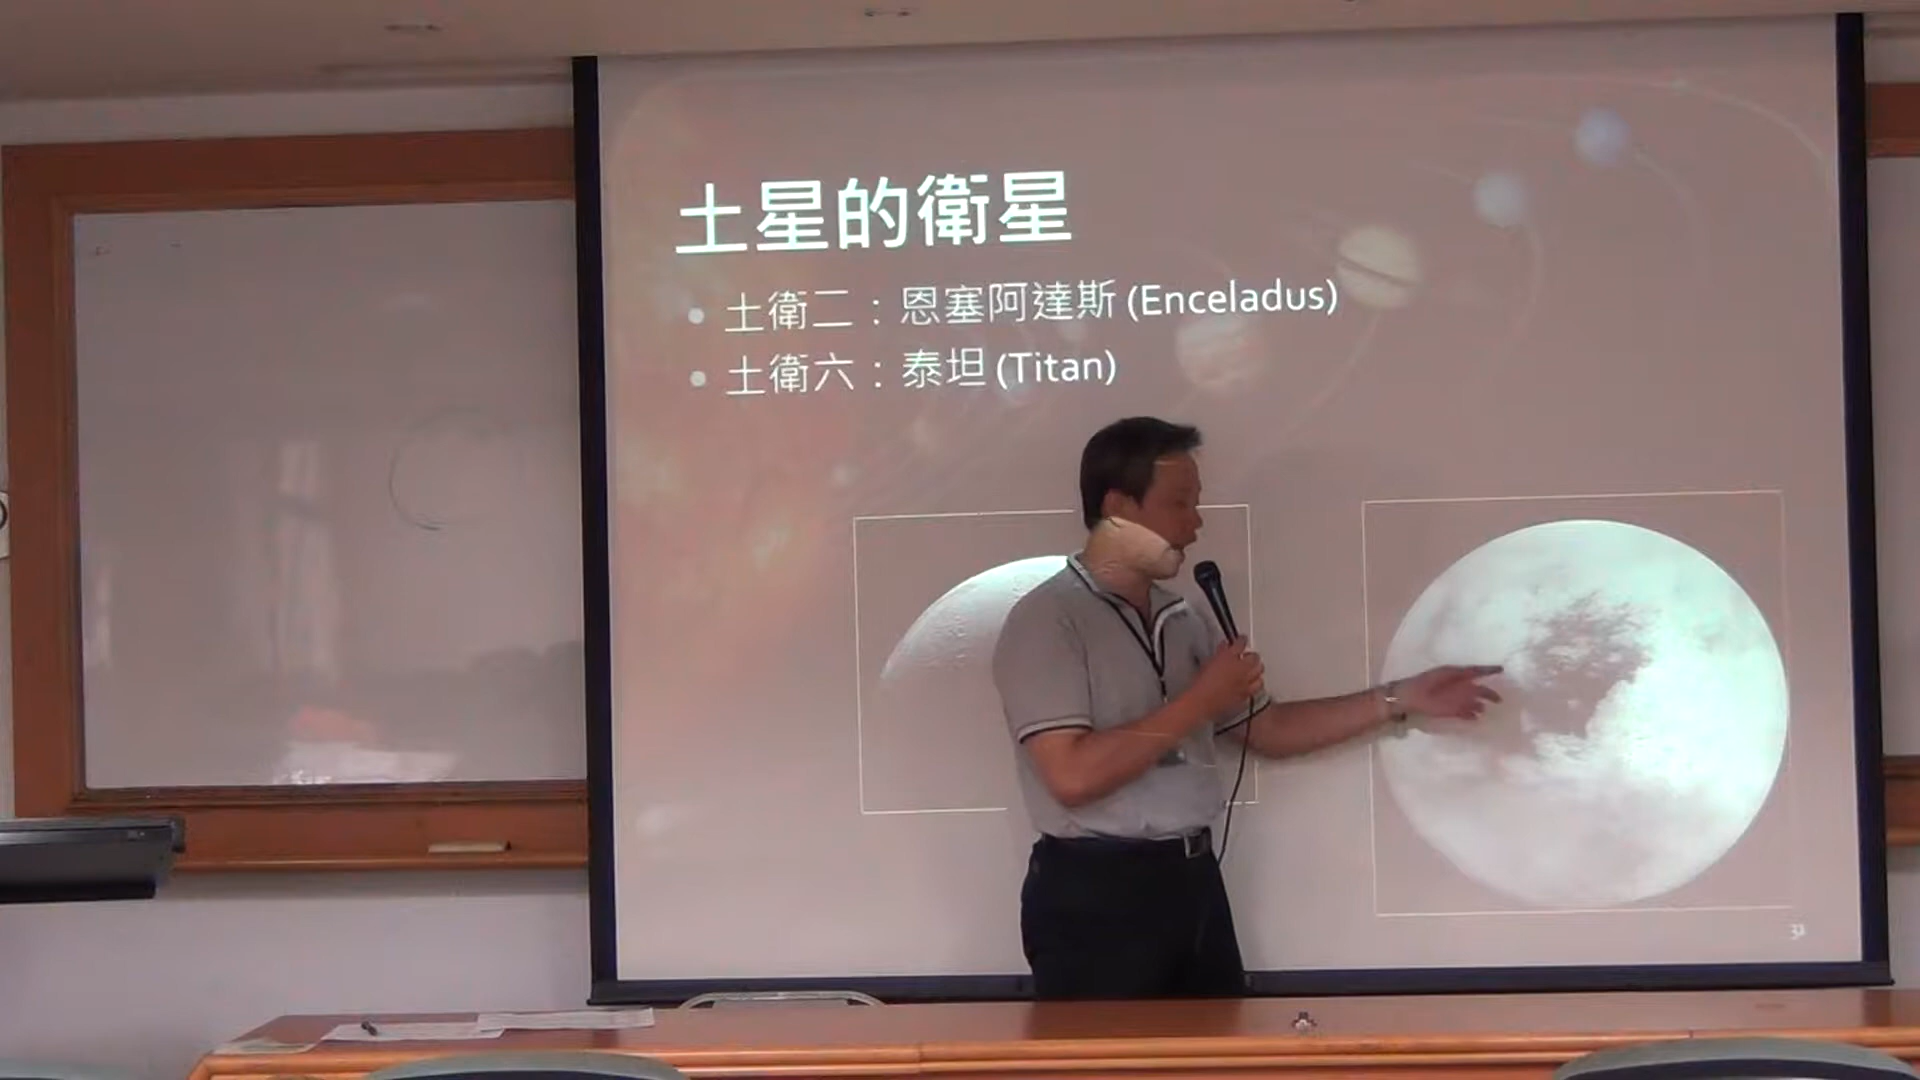 土星的衛星
• 土衛二：恩塞阿達斯 (Enceladus)
• 土衛六：泰坦 (Titan)